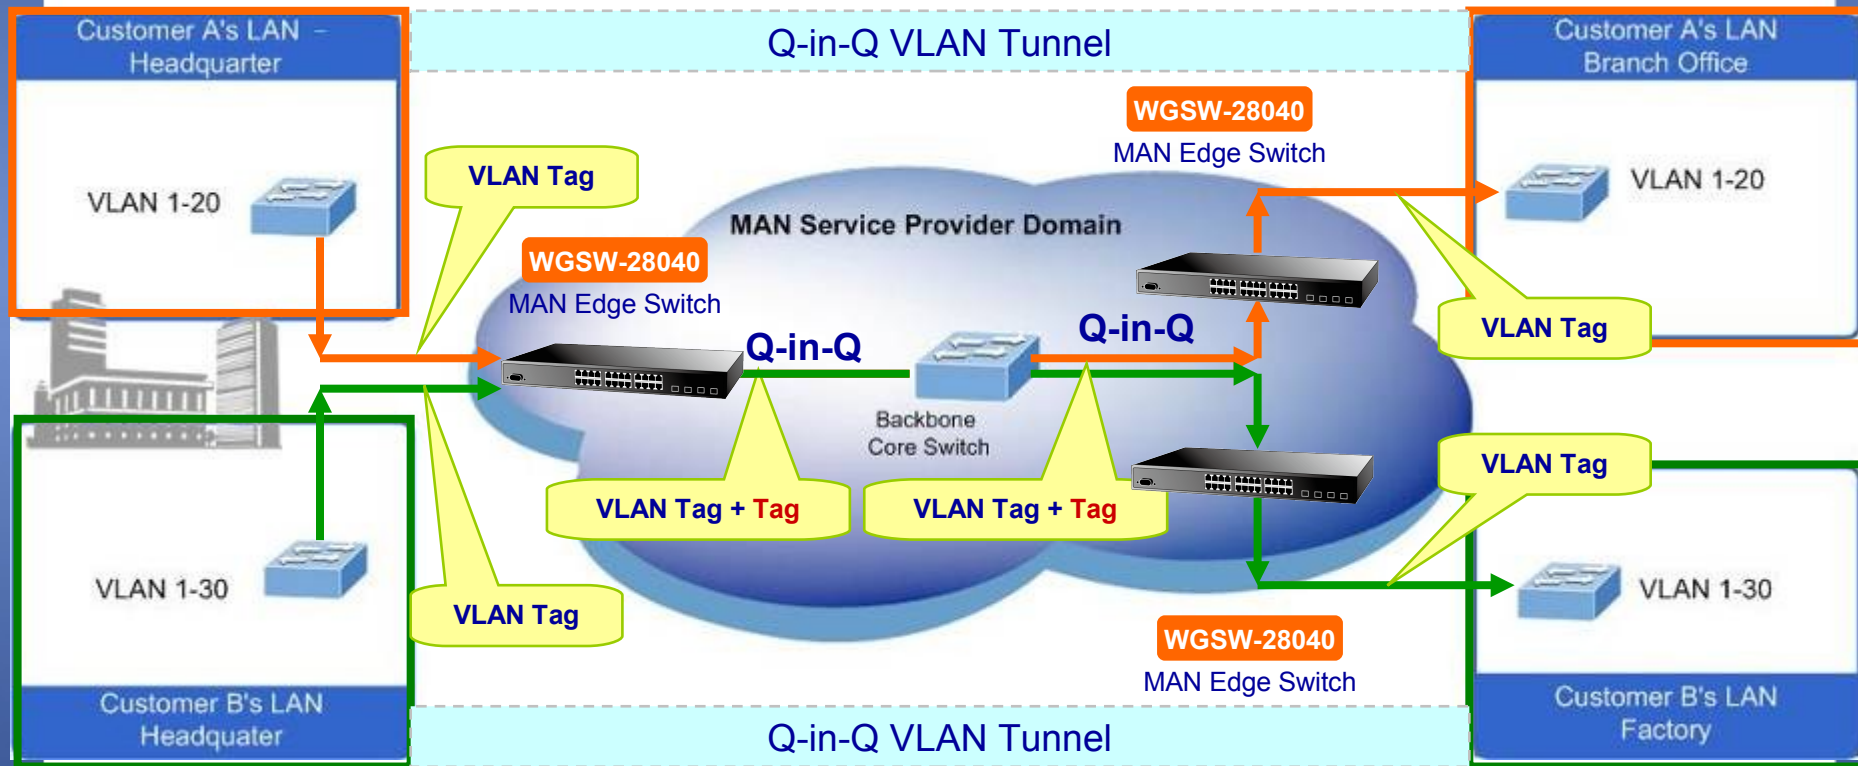 Customer A's LAN –
Headquarter
Q-in-Q VLAN Tunnel
Customer A's LAN
Branch Office
WGSW-28040
MAN Edge Switch
VLAN Tag
VLAN 1-20
VLAN 1-20
MAN Service Provider Domain
WGSW-28040
MAN Edge Switch
Q-in-Q
Q-in-Q
VLAN Tag
Backbone
Core Switch
VLAN Tag
VLAN Tag + Tag
VLAN Tag + Tag
VLAN 1-30
VLAN Tag
VLAN 1-30
WGSW-28040
MAN Edge Switch
Customer B's LAN
Headquater
Q-in-Q VLAN Tunnel
Customer B's LAN
Factory